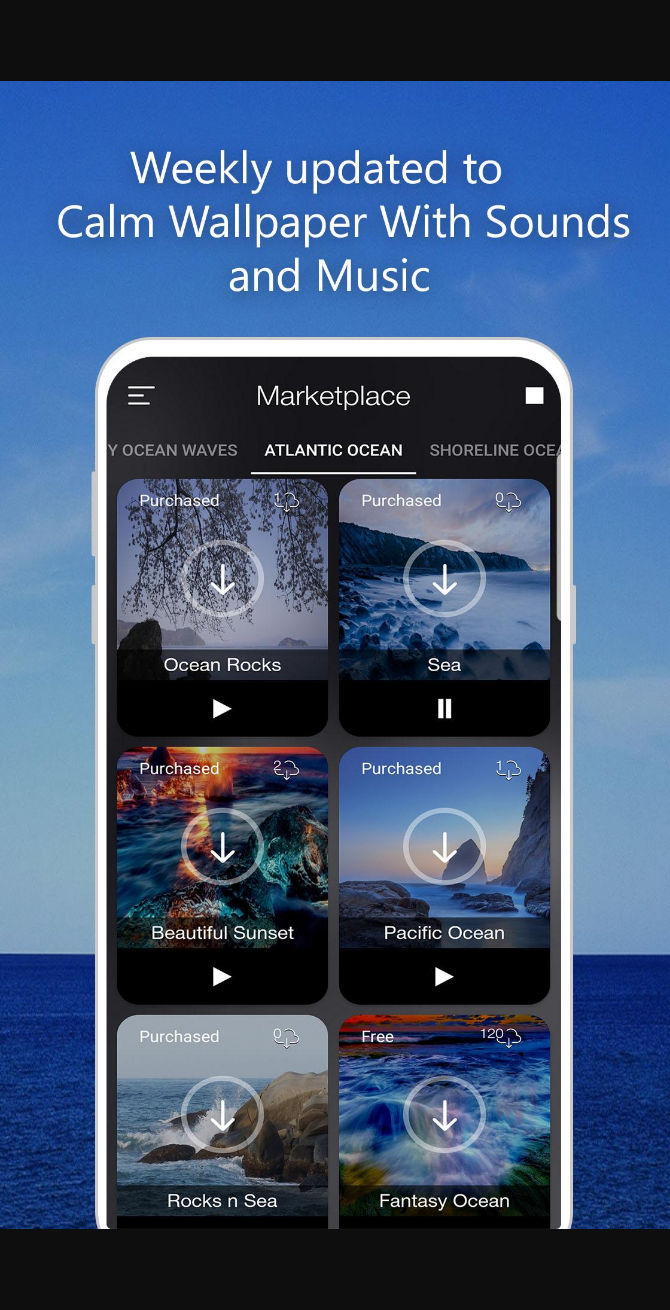 Weekly updated to
Calm Wallpaper With Sounds
and Music
Marketplace
Y OCEAN WAVES ATLANTIC OCEAN SHORELINE OCEA
Purchased 1 Purchased 0
Ocean Rocks Sea
Purchased 2 Purchased 1
Beautiful Sunset Pacific Ocean
Purchased 0 Free 120
Rocks n Sea Fantasy Ocean